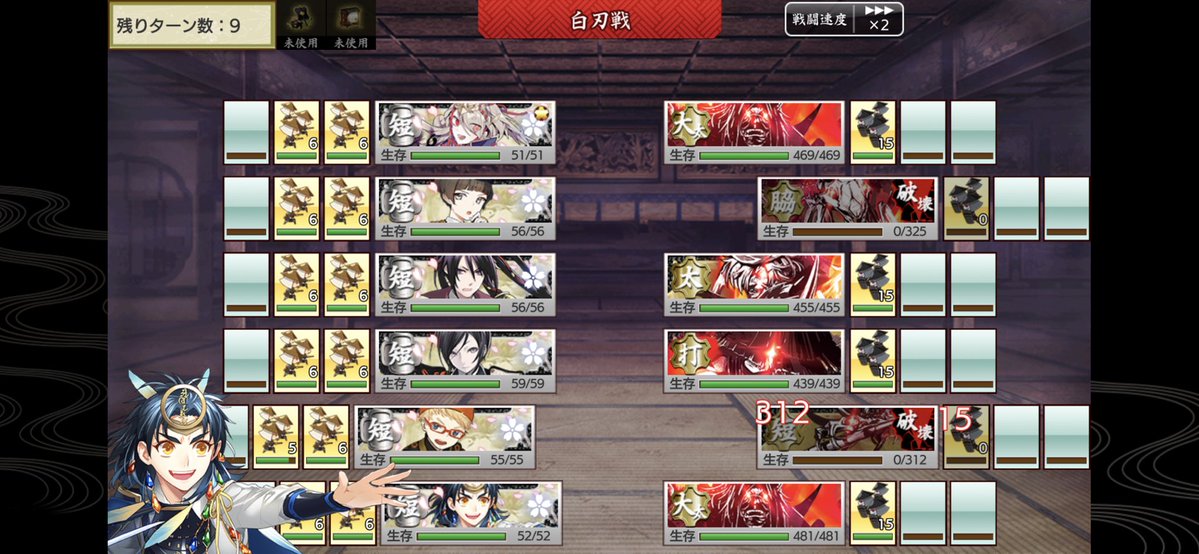 残りターン数：9
未使用 未使用
白刃戦
戦闘速度 ×2
6 6 短 生存 51/51
大太 生存 469/469 15
6 6 短 生存 56/56
脇 破壊 生存 0/325 0
6 6 短 生存 56/56
太 生存 455/455 15
6 6 短 生存 59/59
打 生存 439/439 15
5 6 短 生存 55/55
312 短 破壊 生存 0/312 15 0
6 6 短 生存 52/52
大太 生存 481/481 15